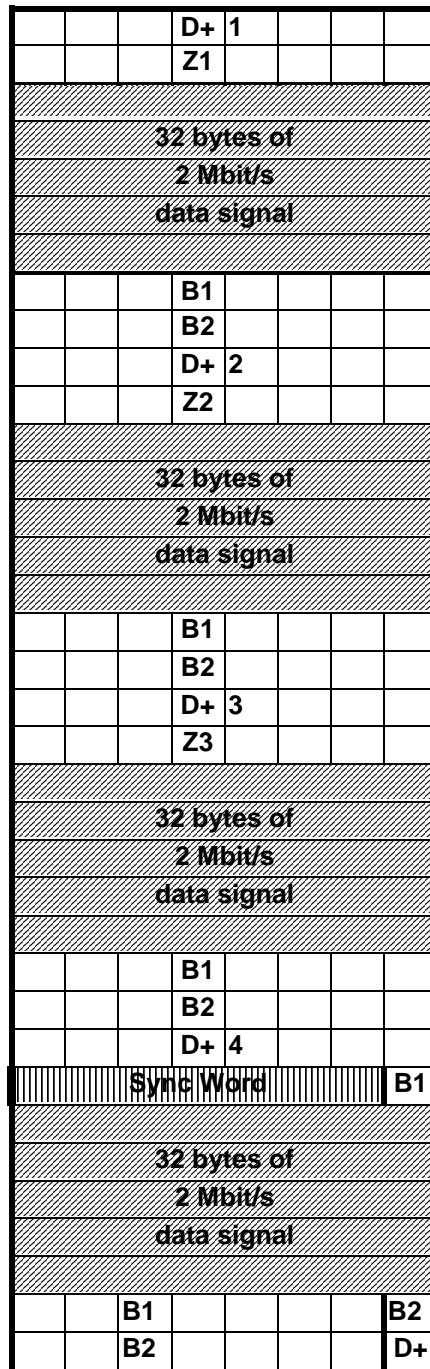 D+ 1
Z1
32 bytes of
2 Mbit/s
data signal
B1
B2
D+ 2
Z2
32 bytes of
2 Mbit/s
data signal
B1
B2
D+ 3
Z3
32 bytes of
2 Mbit/s
data signal
B1
B2
D+ 4
Sync Word B1
32 bytes of
2 Mbit/s
data signal
B1 B2
B2 D+